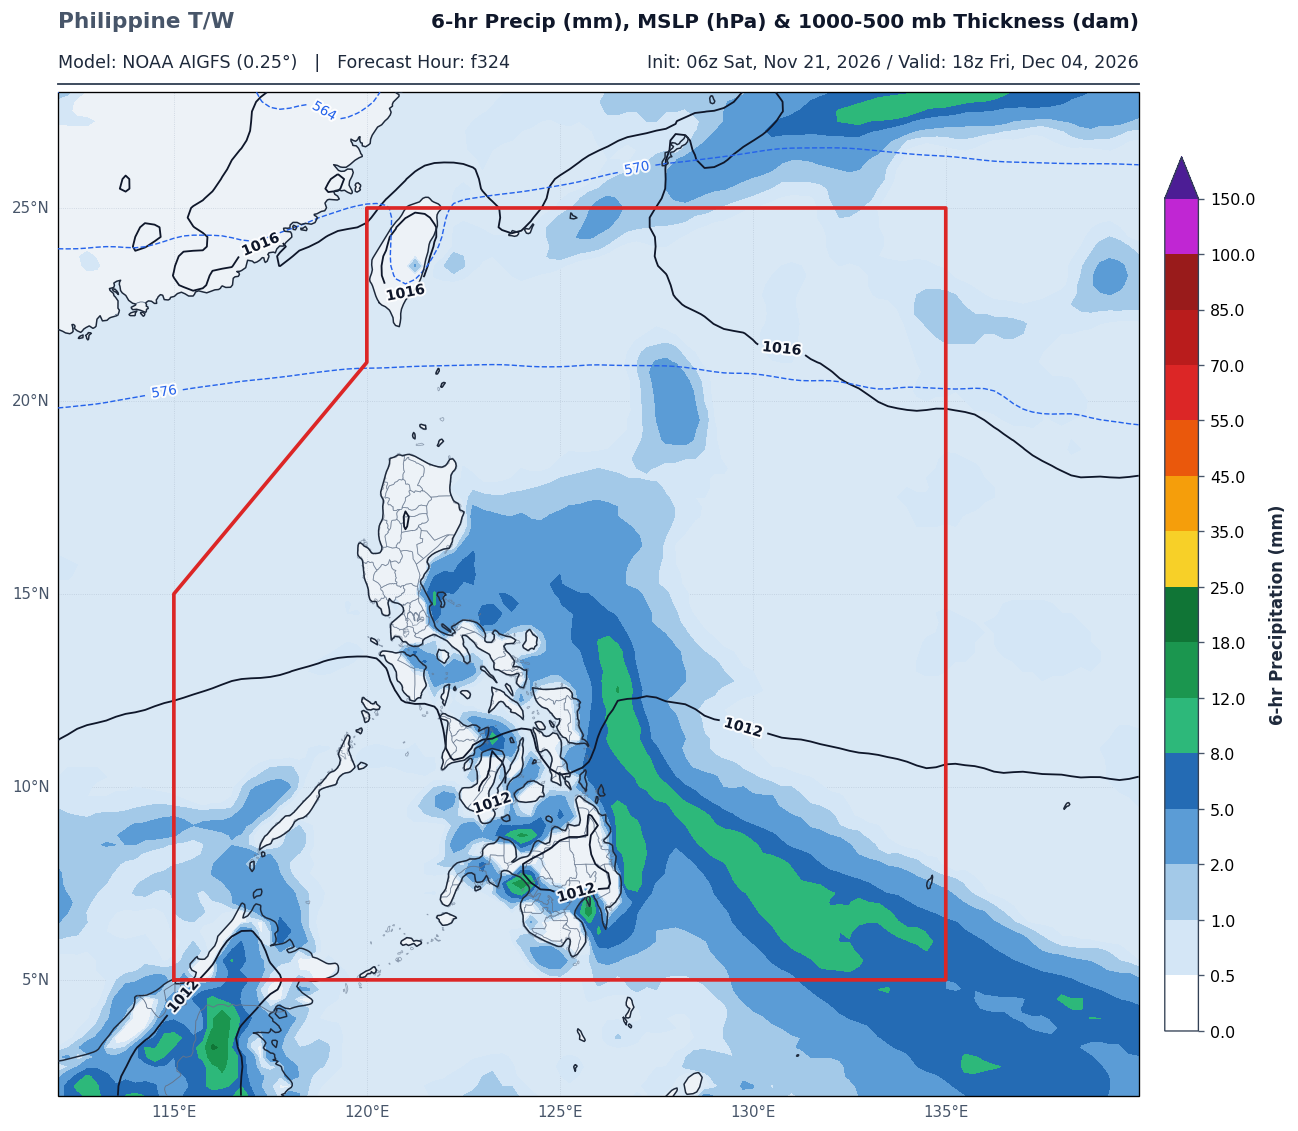 Philippine T/W
6-hr Precip (mm), MSLP (hPa) & 1000-500 mb Thickness (dam)
Model: NOAA AIGFS (0.25°) | Forecast Hour: f324
Init: 06z Sat, Nov 21, 2026 / Valid: 18z Fri, Dec 04, 2026
564
570
576
1016
1016
1016
1012
1012
1012
1012
25°N
20°N
15°N
10°N
5°N
115°E
120°E
125°E
130°E
135°E
150.0
100.0
85.0
70.0
55.0
45.0
35.0
25.0
18.0
12.0
8.0
5.0
2.0
1.0
0.5
0.0
6-hr Precipitation (mm)